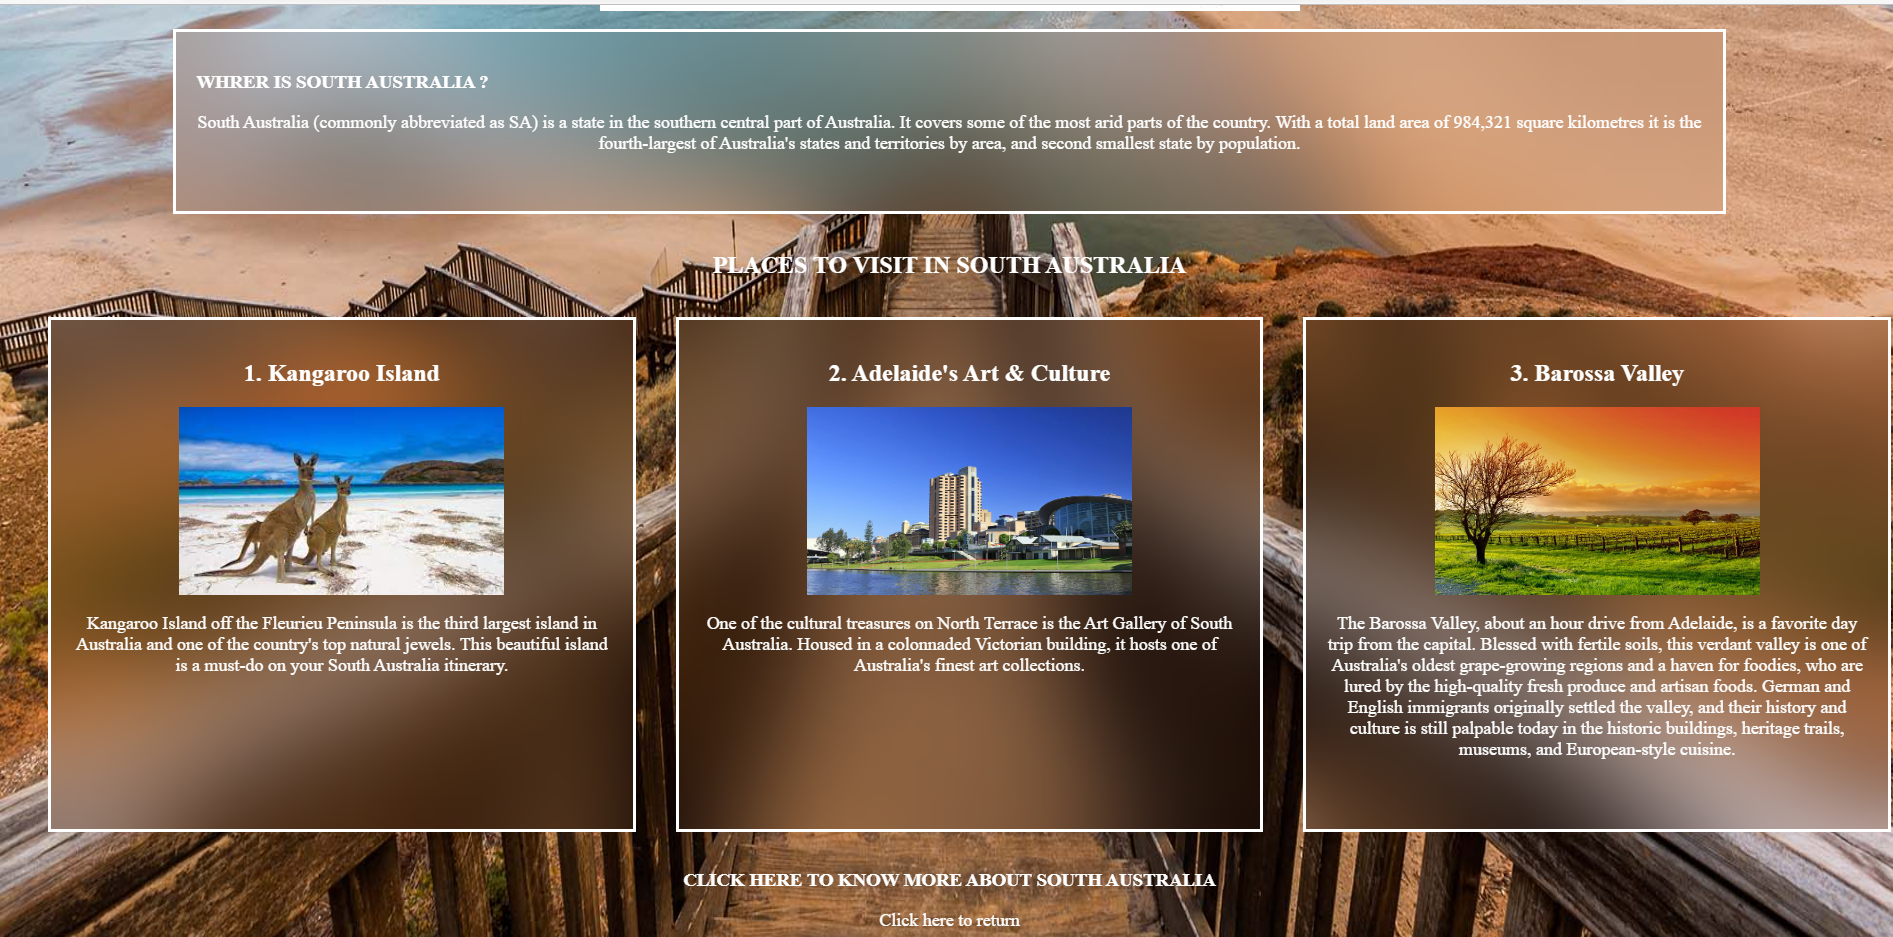 WHRER IS SOUTH AUSTRALIA ?
South Australia (commonly abbreviated as SA) is a state in the southern central part of Australia. It covers some of the most arid parts of the country. With a total land area of 984,321 square kilometres it is the
fourth-largest of Australia's states and territories by area, and second smallest state by population.
PLACES TO VISIT IN SOUTH AUSTRALIA
1. Kangaroo Island
Kangaroo Island off the Fleurieu Peninsula is the third largest island in
Australia and one of the country's top natural jewels. This beautiful island
is a must-do on your South Australia itinerary.
2. Adelaide's Art & Culture
One of the cultural treasures on North Terrace is the Art Gallery of South
Australia. Housed in a colonnaded Victorian building, it hosts one of
Australia's finest art collections.
3. Barossa Valley
The Barossa Valley, about an hour drive from Adelaide, is a favorite day
trip from the capital. Blessed with fertile soils, this verdant valley is one of
Australia's oldest grape-growing regions and a haven for foodies, who are
lured by the high-quality fresh produce and artisan foods. German and
English immigrants originally settled the valley, and their history and
culture is still palpable today in the historic buildings, heritage trails,
museums, and European-style cuisine.
CLICK HERE TO KNOW MORE ABOUT SOUTH AUSTRALIA
Click here to return